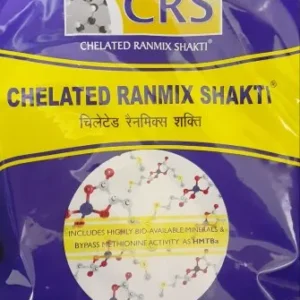 CRS
CHELATED RANMIX SHAKTI®
CHELATED RANMIX SHAKTI®
चिलेटेड रैनमिक्स शक्ति
INCLUDES HIGHLY BIO-AVAILABLE MINERALS &
BYPASS METHIONINE ACTIVITY AS HMTBa